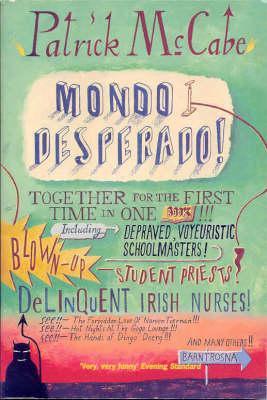 Patrick McCabe
MONDO
DESPERADO!
TOGETHER FOR THE FIRST
TIME IN ONE BOOK!!!
Including DEPRAVED, VOYEURISTIC
SCHOOLMASTERS!
BLOWN-UP
STUDENT PRIESTS?
DELINQUENT IRISH NURSES!
SEE!!— The Forbidden Love Of Noreen Tiernan!!!
SEE!!— Hot Nights At The Go-go Lounge!!!
SEE!!— The Hands of Dingo Deery!!!
AND MANY OTHERS!!
BARNTROSNA
'Very, very funny' Evening Standard